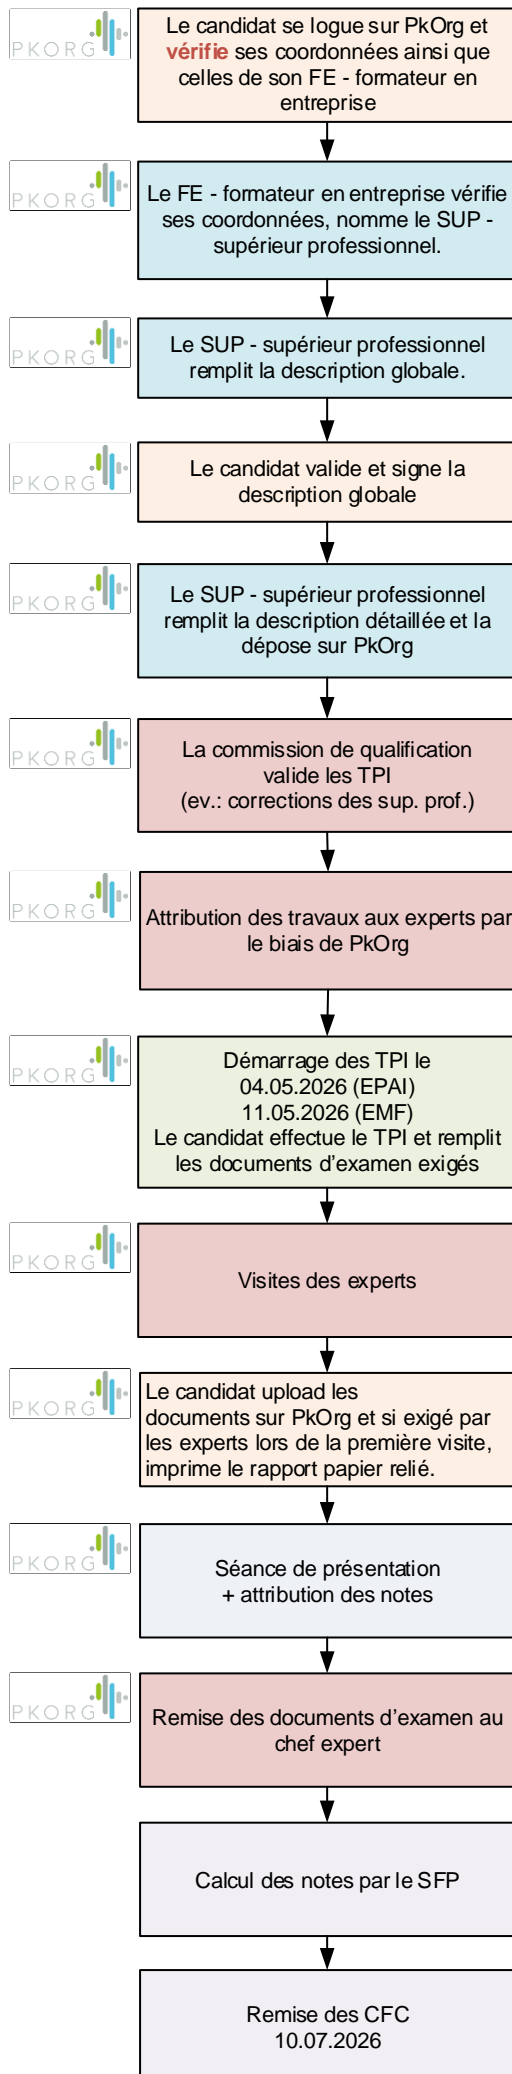 PKORG
Le candidat se logue sur PkOrg et
vérifie ses coordonnées ainsi que
celles de son FE - formateur en
entreprise
PKORG
Le FE - formateur en entreprise vérifie
ses coordonnées, nomme le SUP -
supérieur professionnel.
PKORG
Le SUP - supérieur professionnel
remplit la description globale.
PKORG
Le candidat valide et signe la
description globale
PKORG
Le SUP - supérieur professionnel
remplit la description détaillée et la
dépose sur PkOrg
PKORG
La commission de qualification
valide les TPI
(ev.: corrections des sup. prof.)
PKORG
Attribution des travaux aux experts par
le biais de PkOrg
PKORG
Démarrage des TPI le
04.05.2026 (EPAI)
11.05.2026 (EMF)
Le candidat effectue le TPI et remplit
les documents d'examen exigés
PKORG
Visites des experts
PKORG
Le candidat upload les
documents sur PkOrg et si exigé par
les experts lors de la première visite,
imprime le rapport papier relié.
PKORG
Séance de présentation
+ attribution des notes
PKORG
Remise des documents d'examen au
chef expert
Calcul des notes par le SFP
Remise des CFC
10.07.2026